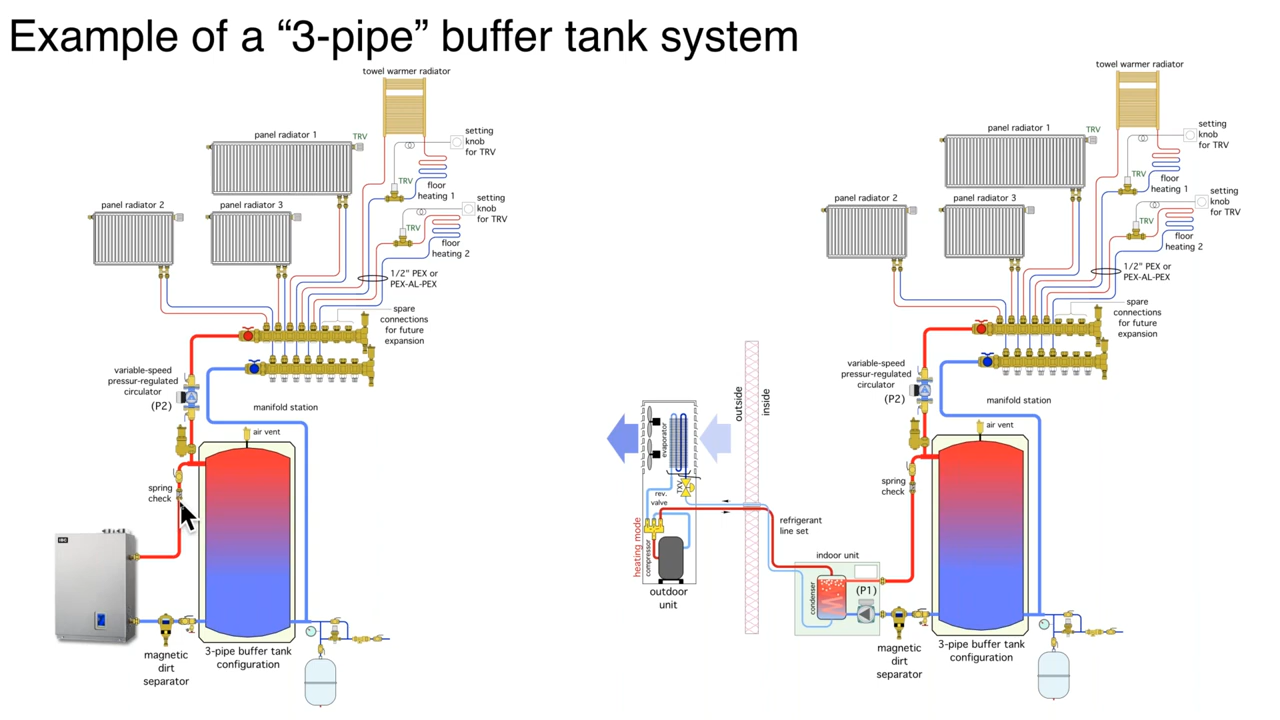 Example of a “3-pipe” buffer tank system
towel warmer radiator
panel radiator 1
TRV
setting
knob
for TRV
TRV
floor
heating 1
panel radiator 2
panel radiator 3
setting
knob
for TRV
TRV
floor
heating 2
1/2" PEX or
PEX-AL-PEX
spare
connections
for future
expansion
variable-speed
pressur-regulated
circulator
(P2)
manifold station
air vent
spring
check
IBC
magnetic
dirt
separator
3-pipe buffer tank
configuration
towel warmer radiator
panel radiator 1
TRV
setting
knob
for TRV
TRV
floor
heating 1
panel radiator 2
panel radiator 3
setting
knob
for TRV
TRV
floor
heating 2
1/2" PEX or
PEX-AL-PEX
spare
connections
for future
expansion
variable-speed
pressur-regulated
circulator
(P2)
manifold station
air vent
spring
check
outside
inside
evaporator
TXV
rev.
valve
heating mode
compressor
outdoor
unit
refrigerant
line set
indoor unit
condenser
(P1)
magnetic
dirt
separator
3-pipe buffer tank
configuration